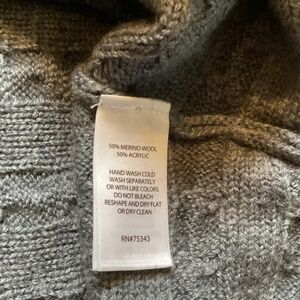 50% MERINO WOOL
50% ACRYLIC
HAND WASH COLD
WASH SEPARATELY
OR WITH LIKE COLORS
DO NOT BLEACH
RESHAPE AND DRY FLAT
OR DRY CLEAN
RN#75343